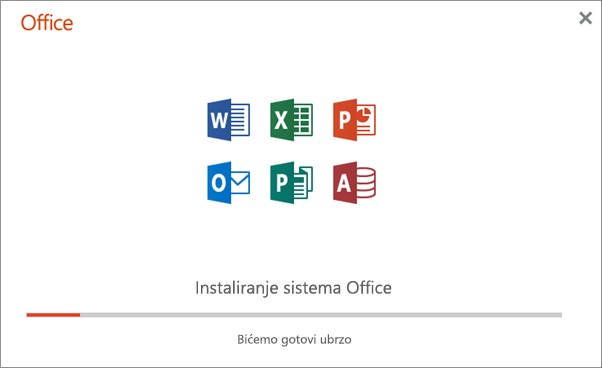 Office
W X P
O P A
Instaliranje sistema Office
Bićemo gotovi ubrzo